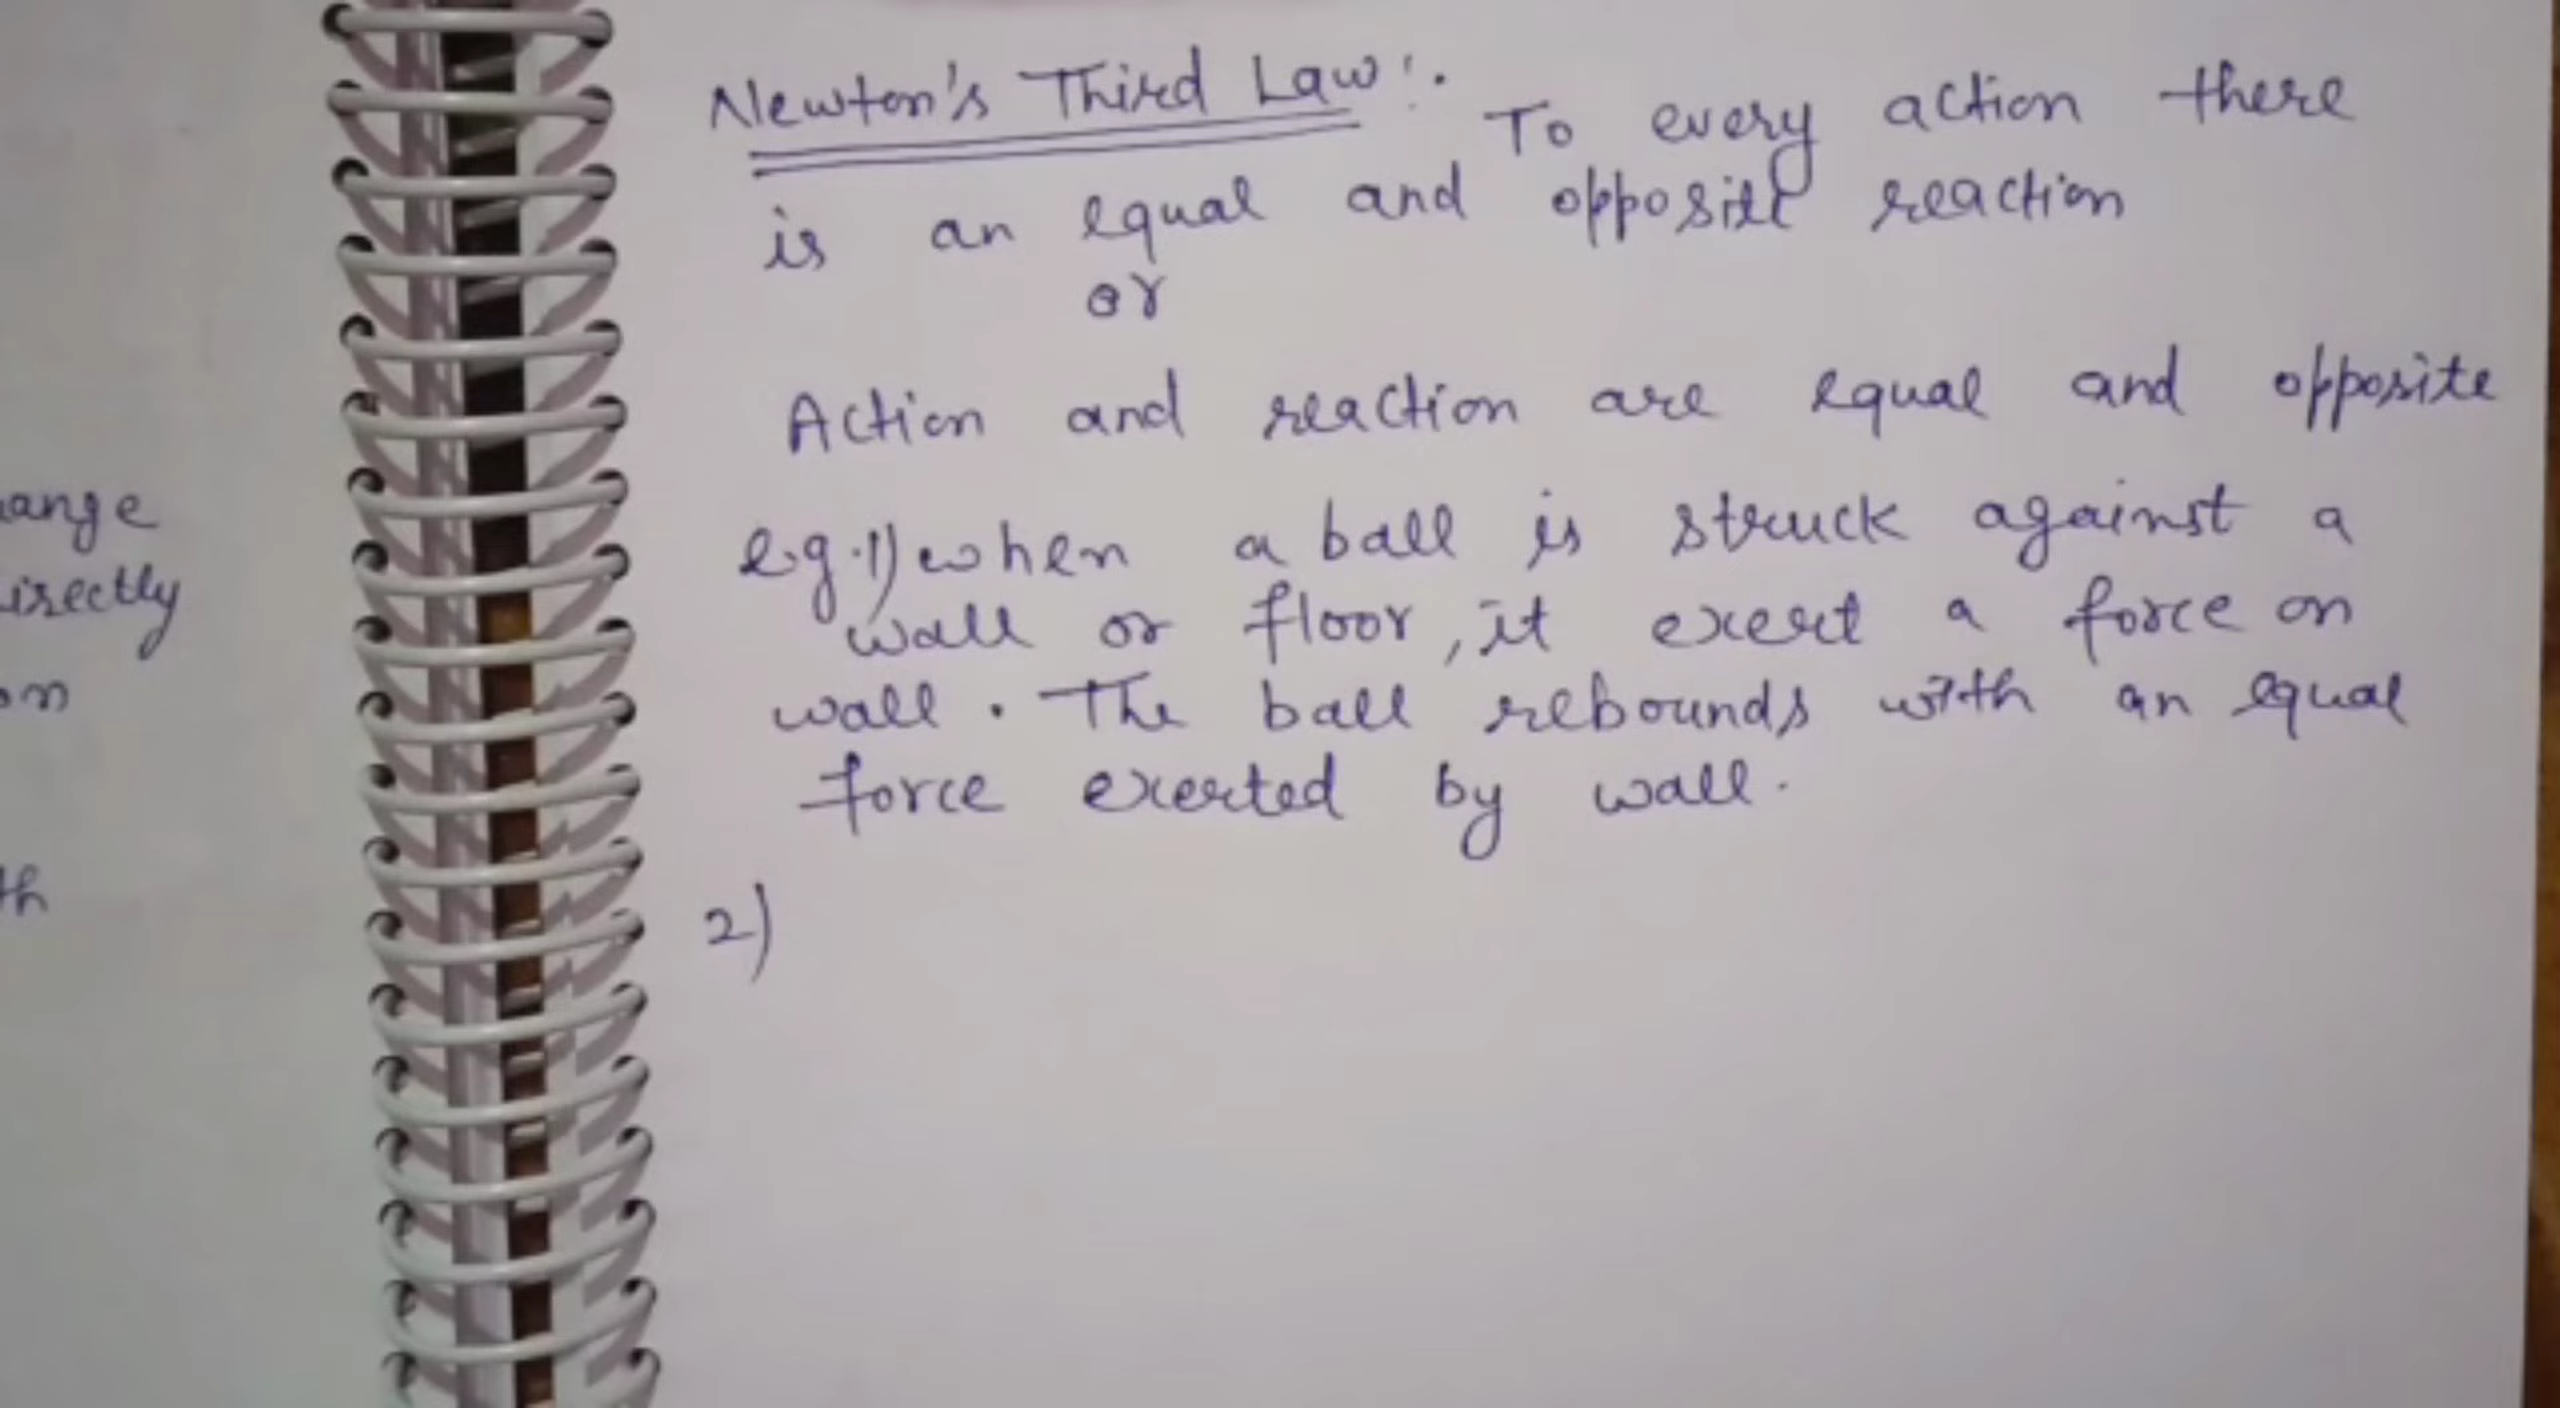 ange
irectly
on
th
Newton's Third Law:. To every action there
is an equal and opposite reaction
or
Action and reaction are equal and opposite
e.g.1) when a ball is struck against a
wall or floor, it exert a force on
wall. The ball rebounds with an equal
force exerted by wall.
2)